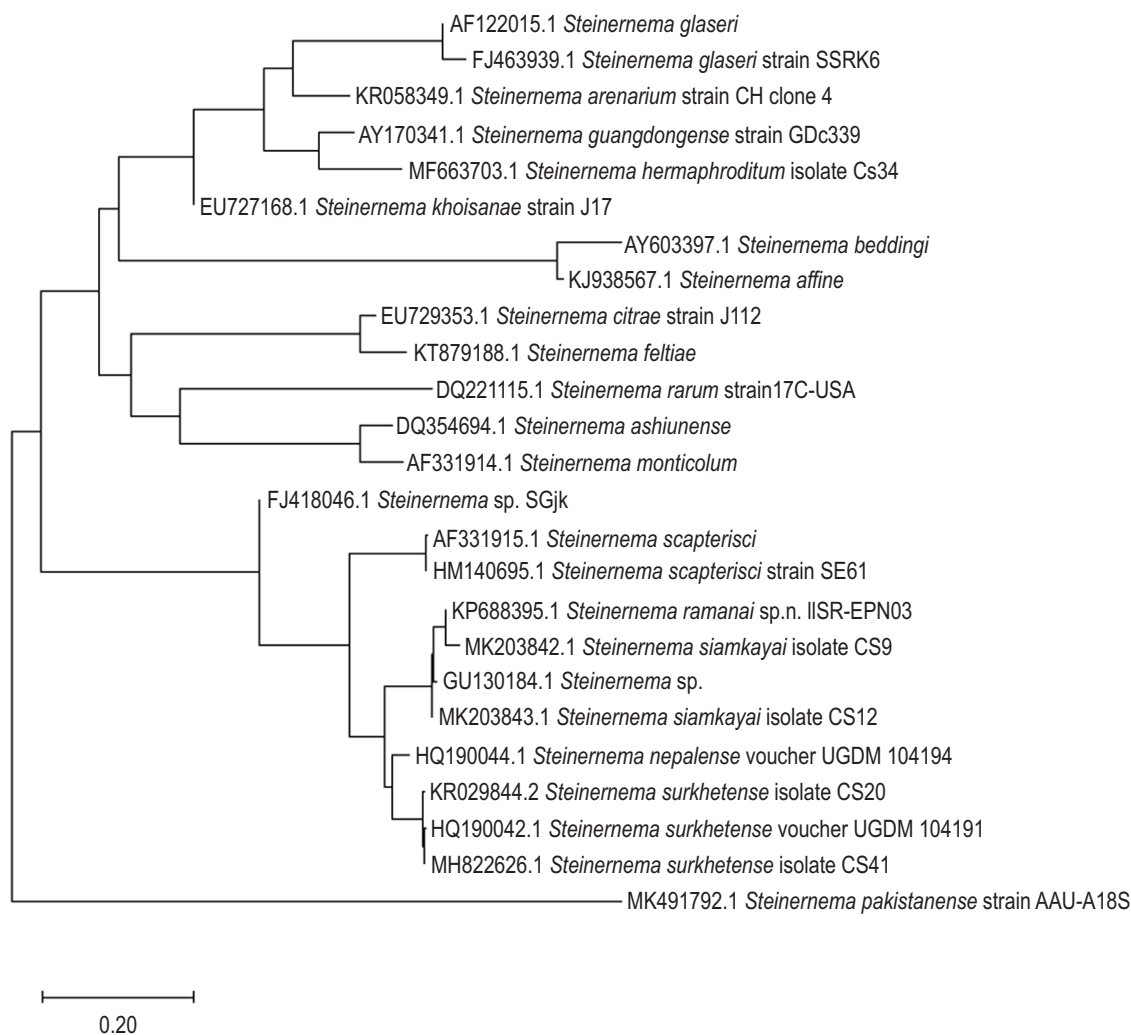 AF122015.1 Steinernema glaseri
FJ463939.1 Steinernema glaseri strain SSRK6
KR058349.1 Steinernema arenarium strain CH clone 4
AY170341.1 Steinernema guangdongense strain GDc339
MF663703.1 Steinernema hermaphroditum isolate Cs34
EU727168.1 Steinernema khoisanae strain J17
AY603397.1 Steinernema beddingi
KJ938567.1 Steinernema affine
EU729353.1 Steinernema citrae strain J112
KT879188.1 Steinernema feltiae
DQ221115.1 Steinernema rarum strain17C-USA
DQ354694.1 Steinernema ashiunense
AF331914.1 Steinernema monticolum
FJ418046.1 Steinernema sp. SGjk
AF331915.1 Steinernema scapterisci
HM140695.1 Steinernema scapterisci strain SE61
KP688395.1 Steinernema ramanai sp.n. IISR-EPN03
MK203842.1 Steinernema siamkayai isolate CS9
GU130184.1 Steinernema sp.
MK203843.1 Steinernema siamkayai isolate CS12
HQ190044.1 Steinernema nepalense voucher UGDM 104194
KR029844.2 Steinernema surkhetense isolate CS20
HQ190042.1 Steinernema surkhetense voucher UGDM 104191
MH822626.1 Steinernema surkhetense isolate CS41
MK491792.1 Steinernema pakistanense strain AAU-A18S
0.20